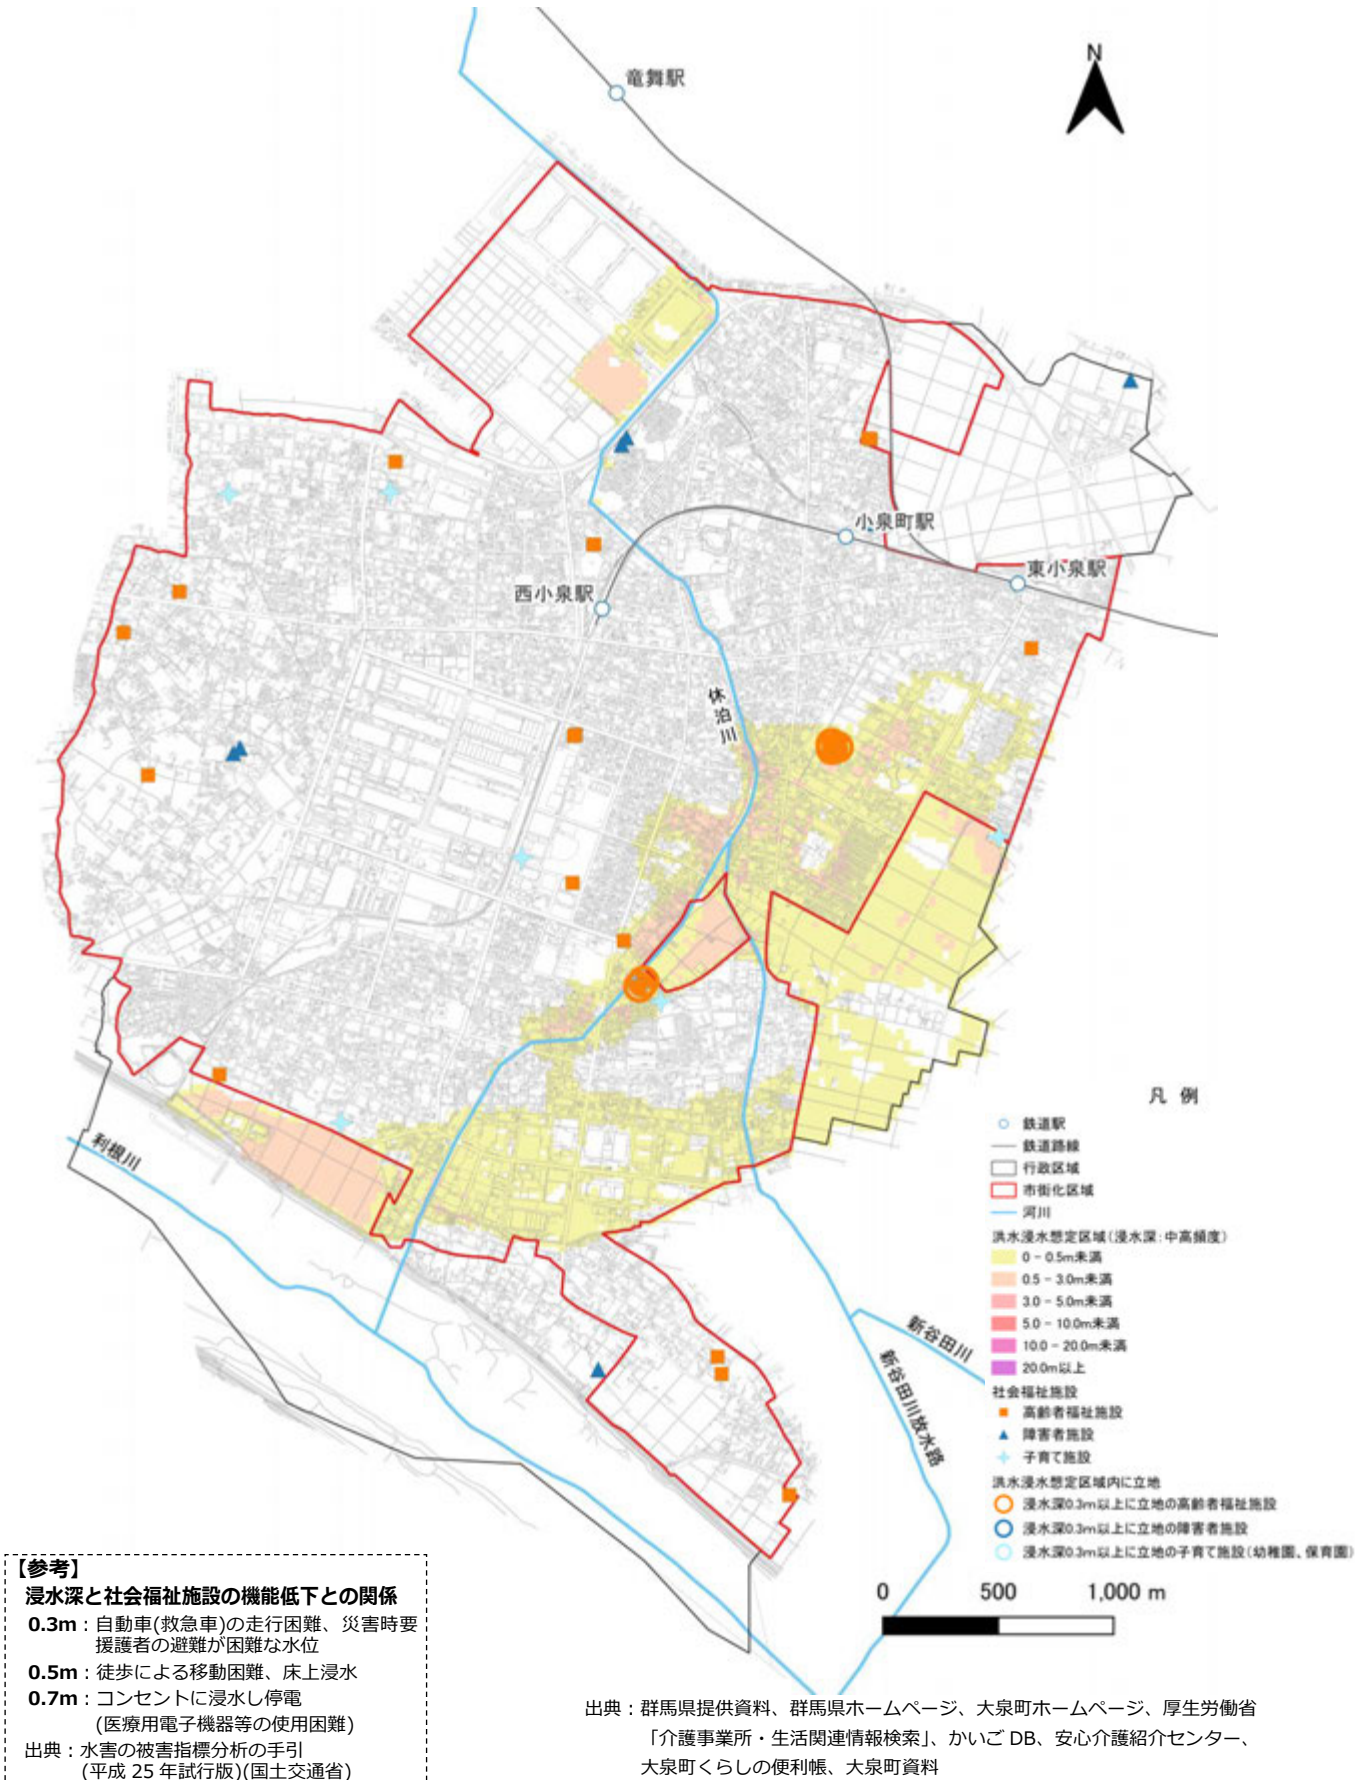 N
竜舞駅
小泉町駅
東小泉駅
西小泉駅
休泊川
利根川
新谷田川
新谷田川放水路
凡 例
鉄道駅
鉄道路線
行政区域
市街化区域
河川
洪水浸水想定区域(浸水深:中高頻度)
0 - 0.5m未満
0.5 - 3.0m未満
3.0 - 5.0m未満
5.0 - 10.0m未満
10.0 - 20.0m未満
20.0m以上
社会福祉施設
高齢者福祉施設
障害者施設
子育て施設
洪水浸水想定区域内に立地
浸水深0.3m以上に立地の高齢者福祉施設
浸水深0.3m以上に立地の障害者施設
浸水深0.3m以上に立地の子育て施設(幼稚園、保育園)
0 500 1,000 m
【参考】
浸水深と社会福祉施設の機能低下との関係
0.3m:自動車(救急車)の走行困難、災害時要
援護者の避難が困難な水位
0.5m:徒歩による移動困難、床上浸水
0.7m:コンセントに浸水し停電
(医療用電子機器等の使用困難)
出典:水害の被害指標分析の手引
(平成 25 年試行版)(国土交通省)
出典:群馬県提供資料、群馬県ホームページ、大泉町ホームページ、厚生労働省
「介護事業所・生活関連情報検索」、かいご DB、安心介護紹介センター、
大泉町くらしの便利帳、大泉町資料